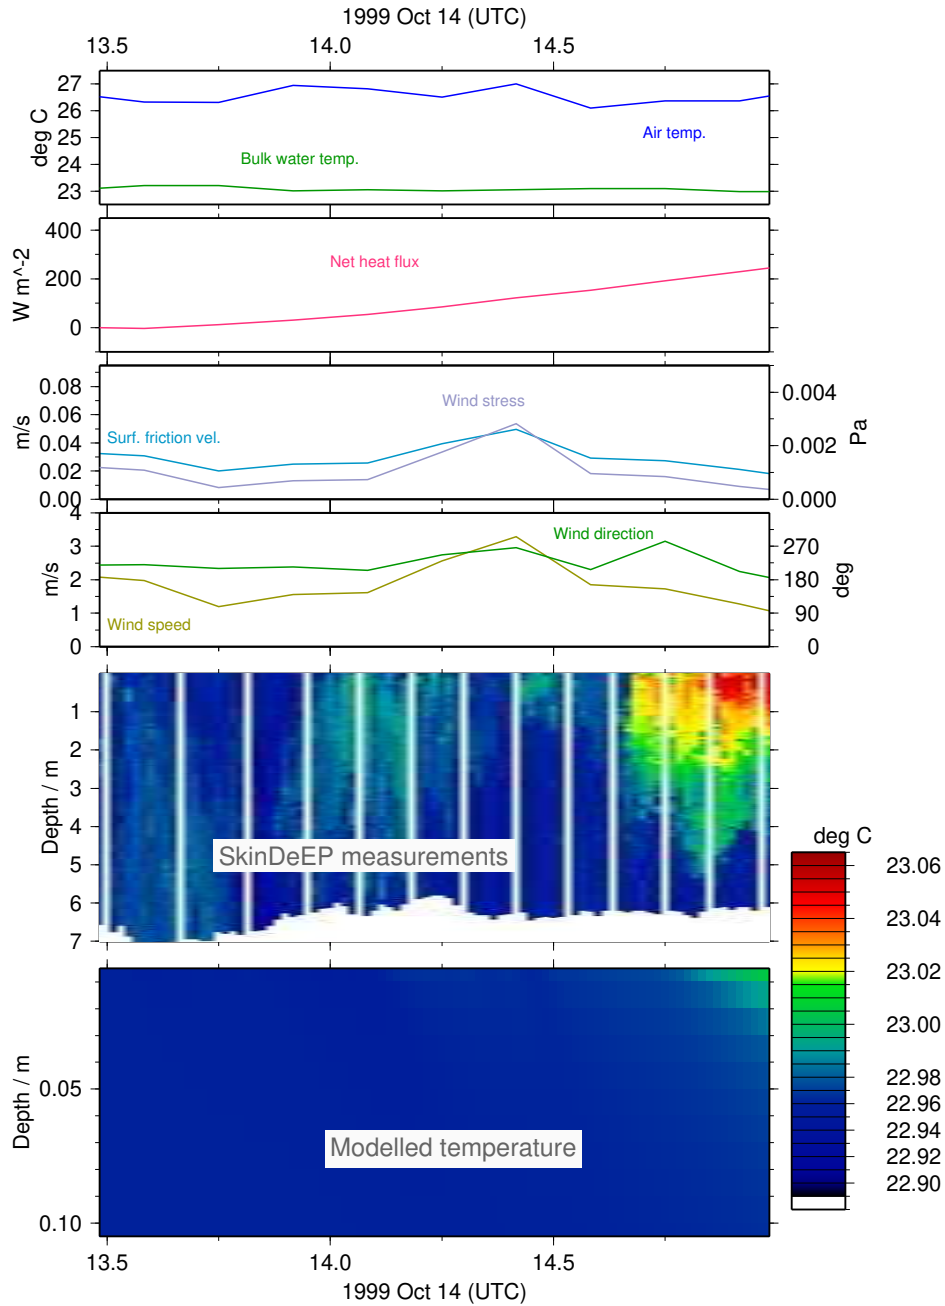 1999 Oct 14 (UTC)
13.5 14.0 14.5
27
26
25
24
23
deg C
Air temp.
Bulk water temp.
400
200
0
W m^-2
Net heat flux
0.08
0.06
0.04
0.02
0.00
m/s
Wind stress
Surf. friction vel.
0.004
0.002
0.000
Pa
4
3
2
1
0
m/s
Wind direction
Wind speed
270
180
90
0
deg
1
2
3
4
5
6
7
Depth / m
SkinDeEP measurements
deg C
23.06
23.04
23.02
23.00
22.98
22.96
22.94
22.92
22.90
0.05
0.10
Depth / m
Modelled temperature
13.5 14.0 14.5
1999 Oct 14 (UTC)